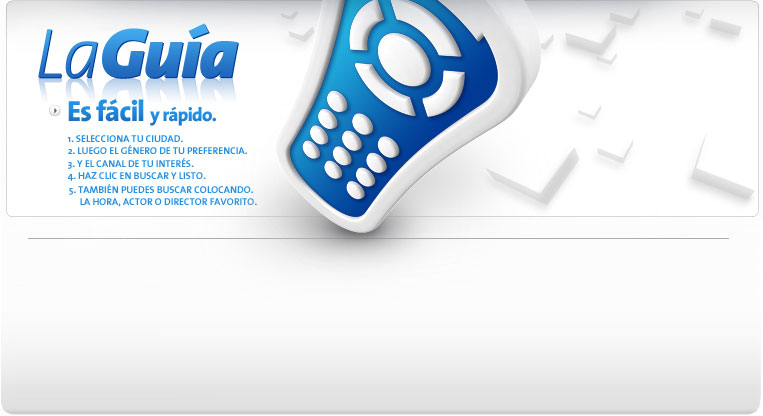 LaGuía
Es fácil y rápido.
1. SELECCIONA TU CIUDAD.
2. LUEGO EL GÉNERO DE TU PREFERENCIA.
3. Y EL CANAL DE TU INTERÉS.
4. HAZ CLIC EN BUSCAR Y LISTO.
5. TAMBIÉN PUEDES BUSCAR COLOCANDO.
LA HORA, ACTOR O DIRECTOR FAVORITO.